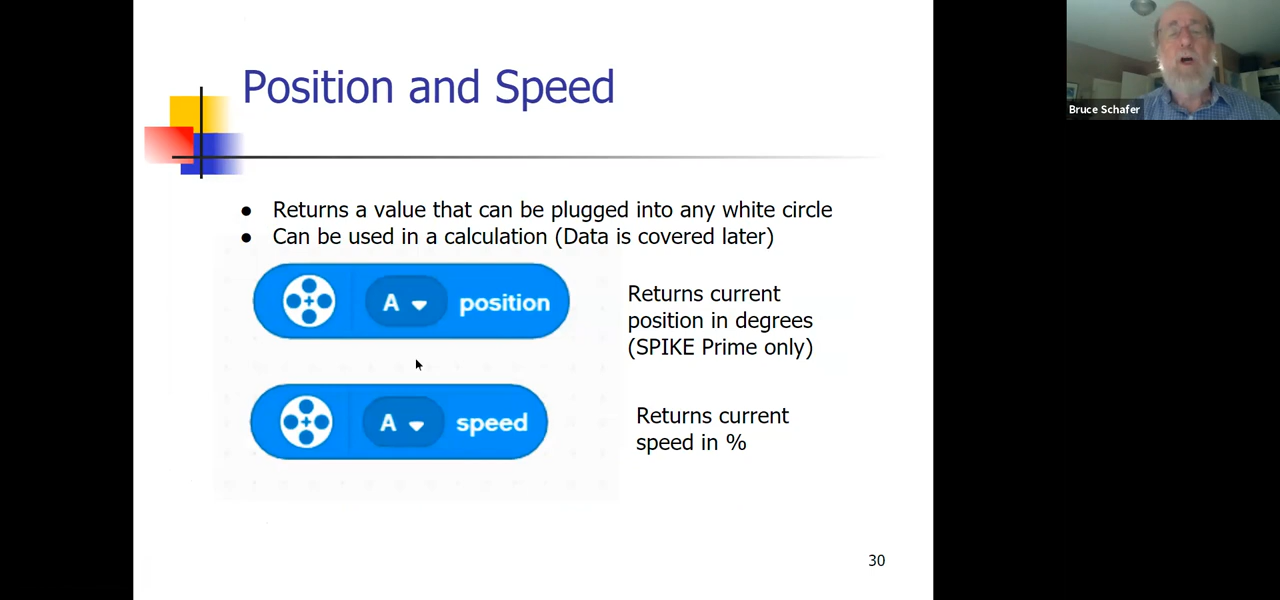 Position and Speed
Bruce Schafer
● Returns a value that can be plugged into any white circle
● Can be used in a calculation (Data is covered later)
A position
Returns current
position in degrees
(SPIKE Prime only)
A speed
Returns current
speed in %
30